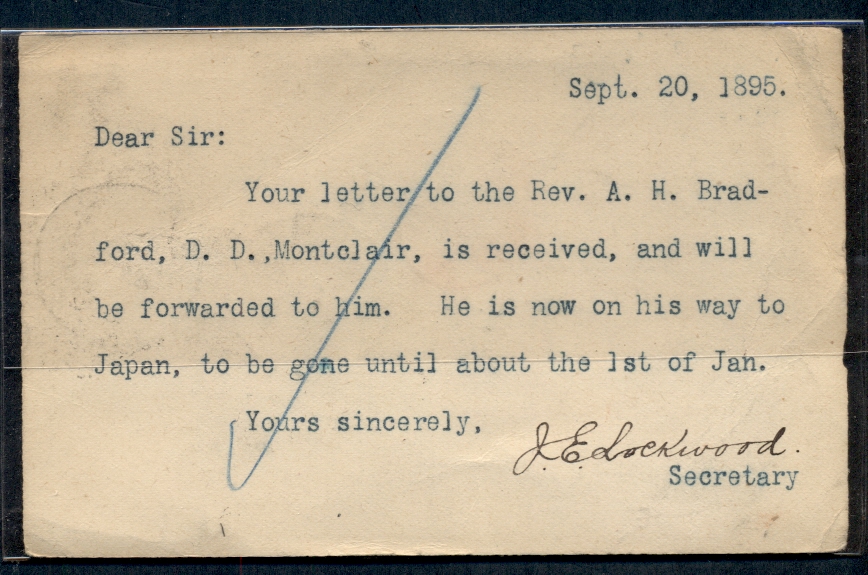 Sept. 20, 1895.
Dear Sir:
Your letter to the Rev. A. H. Brad-
ford, D. D.,Montclair, is received, and will
be forwarded to him. He is now on his way to
Japan, to be gone until about the 1st of Jan.
Yours sincerely,
J. E. Lockwood.
Secretary